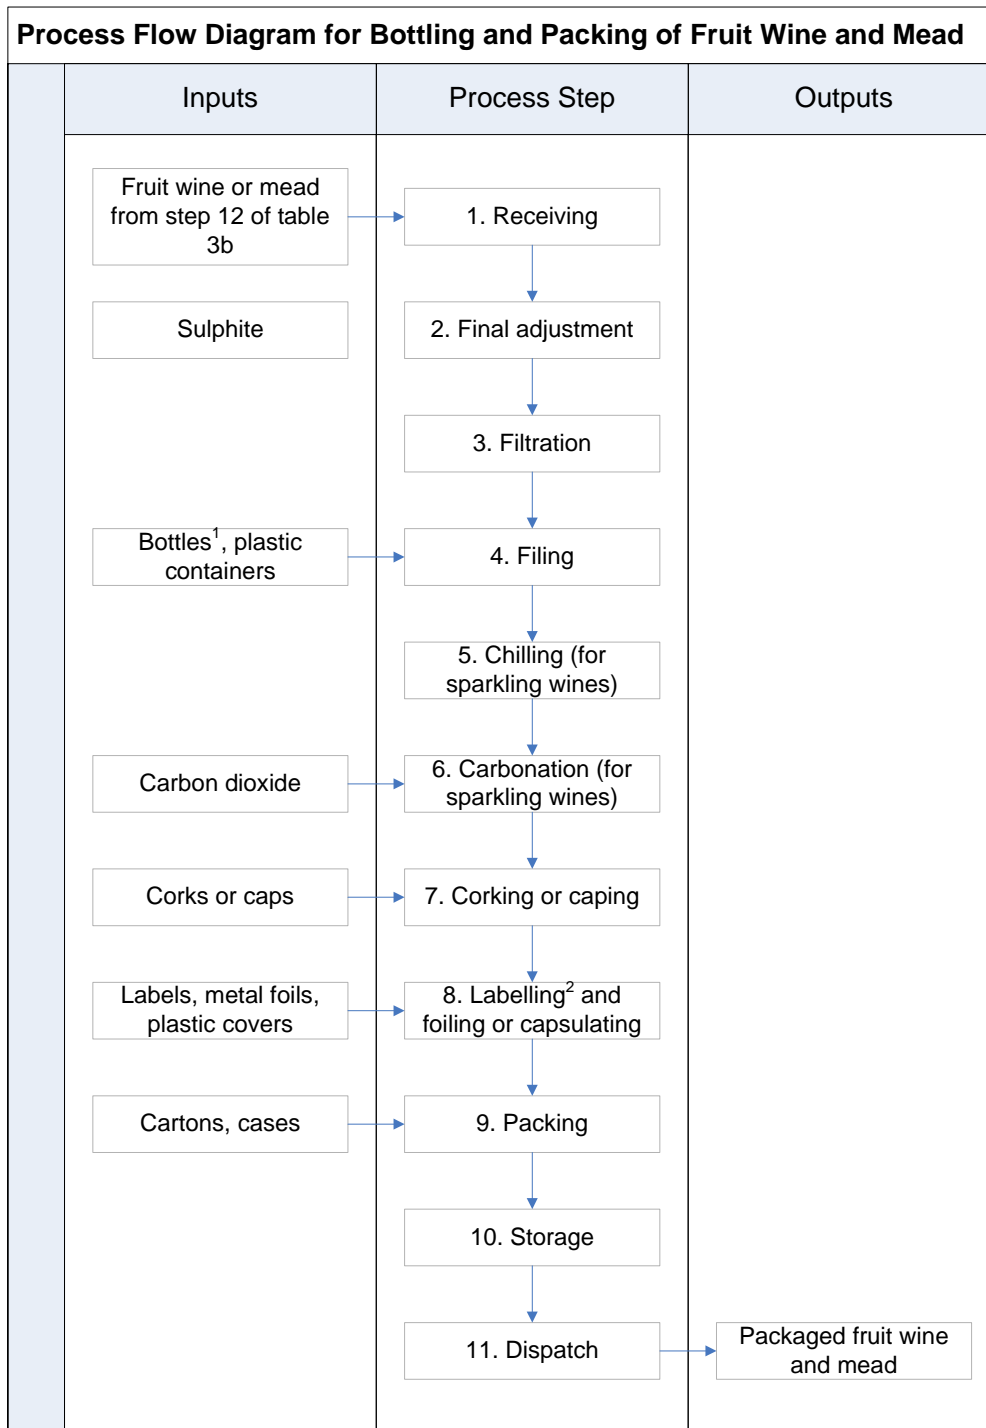 Process Flow Diagram for Bottling and Packing of Fruit Wine and Mead
Inputs
Process Step
Outputs
Fruit wine or mead
from step 12 of table
3b
1. Receiving
Sulphite
2. Final adjustment
3. Filtration
Bottles¹, plastic
containers
4. Filing
5. Chilling (for
sparkling wines)
Carbon dioxide
6. Carbonation (for
sparkling wines)
Corks or caps
7. Corking or caping
Labels, metal foils,
plastic covers
8. Labelling² and
foiling or capsulating
Cartons, cases
9. Packing
10. Storage
11. Dispatch
Packaged fruit wine
and mead